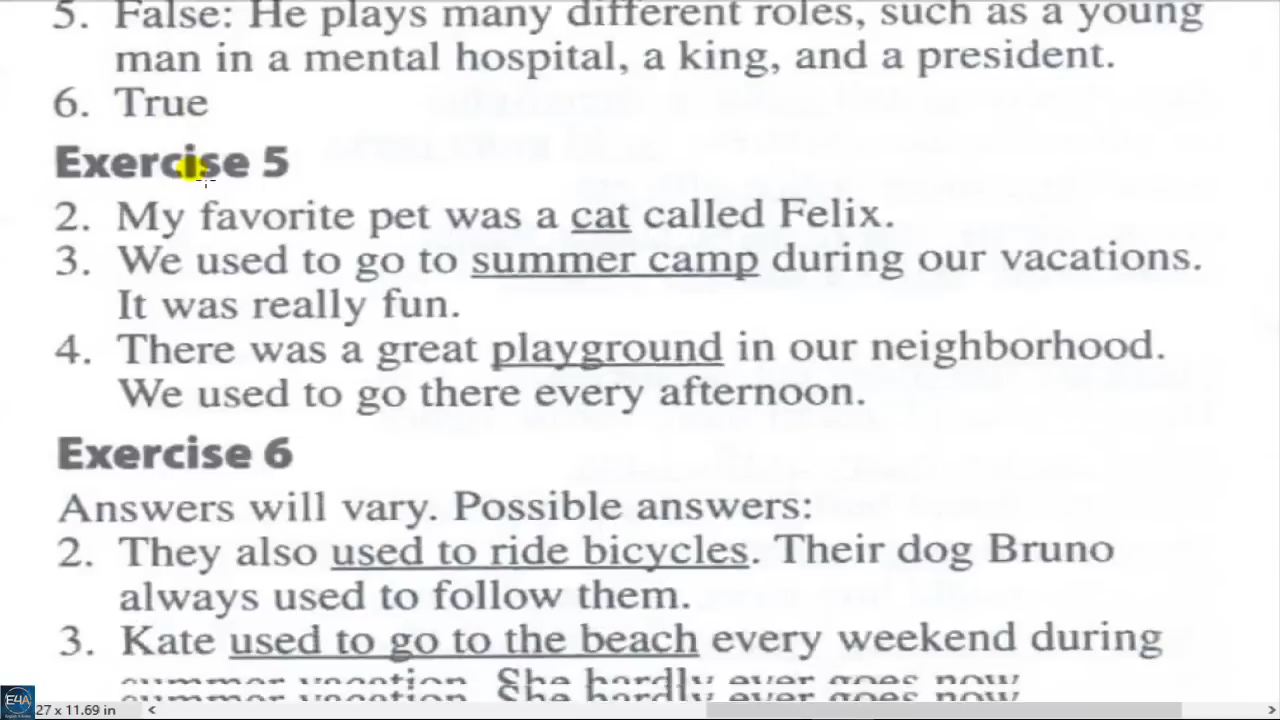 5. False: He plays many different roles, such as a young
man in a mental hospital, a king, and a president.
6. True
Exercise 5
2. My favorite pet was a cat called Felix.
3. We used to go to summer camp during our vacations.
It was really fun.
4. There was a great playground in our neighborhood.
We used to go there every afternoon.
Exercise 6
Answers will vary. Possible answers:
2. They also used to ride bicycles. Their dog Bruno
always used to follow them.
3. Kate used to go to the beach every weekend during
summer vacation. She hardly ever goes now
E4A
27 x 11.69 in